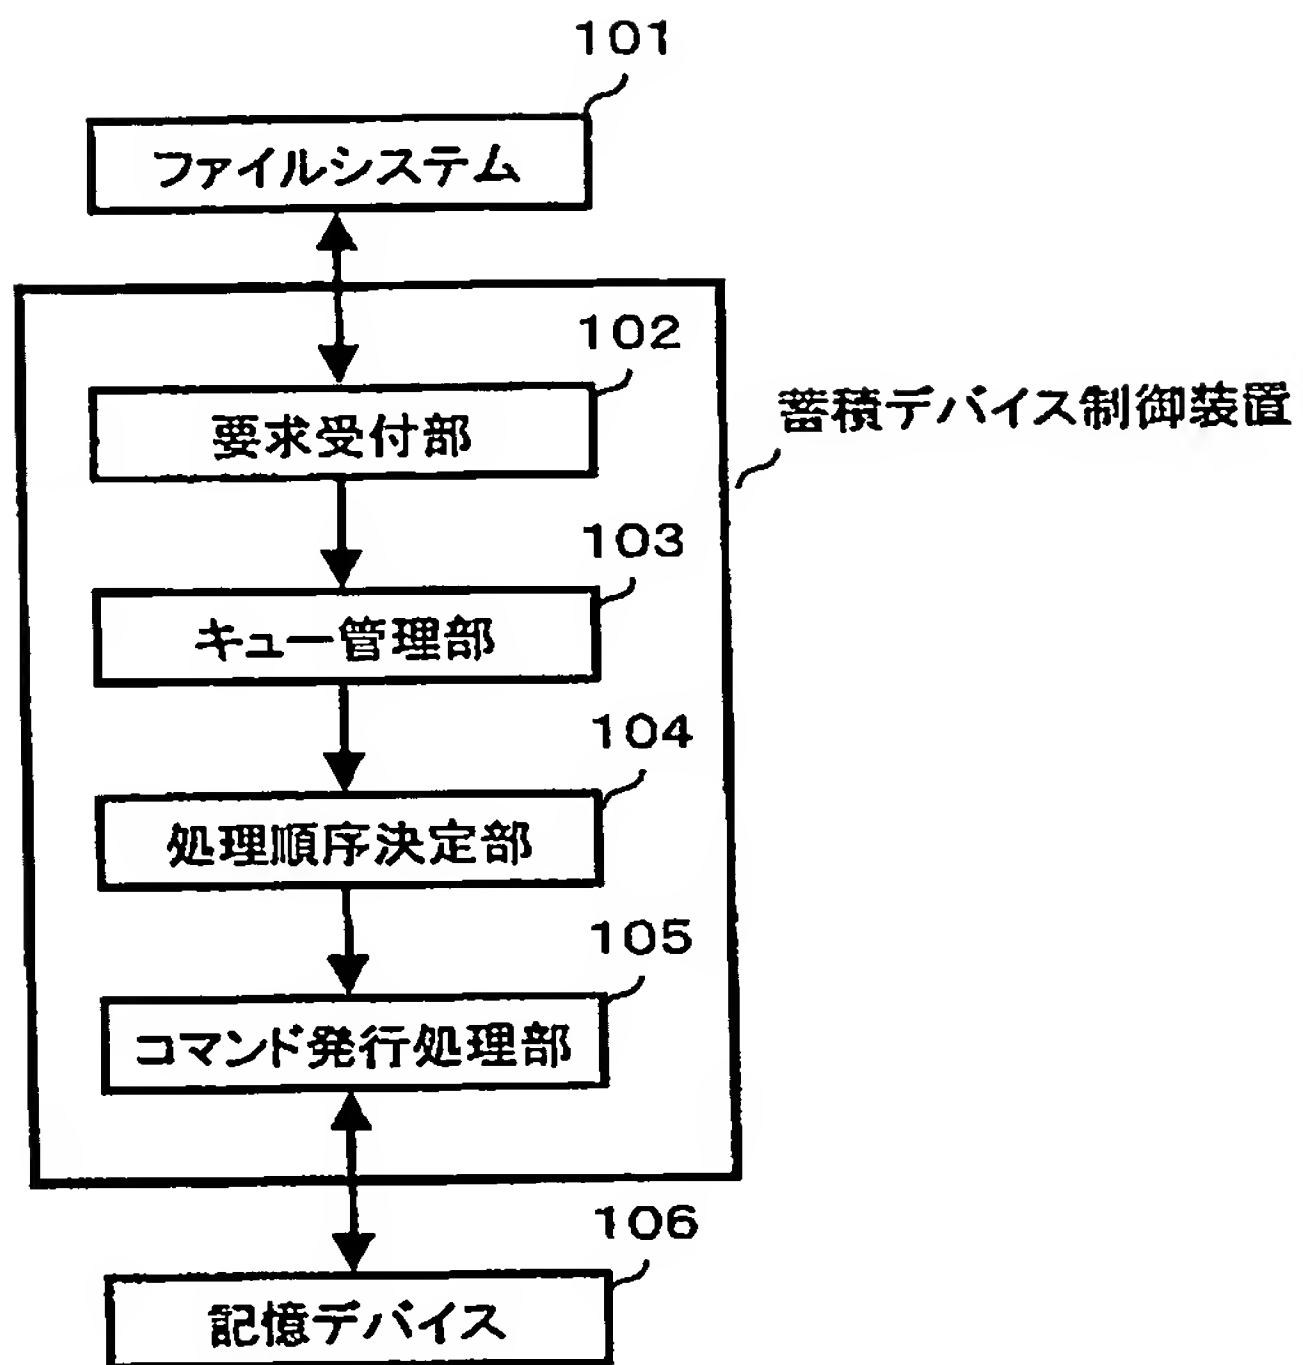 101
ファイルシステム
102
要求受付部
蓄積デバイス制御装置
103
キュー管理部
104
処理順序決定部
105
コマンド発行処理部
106
記憶デバイス